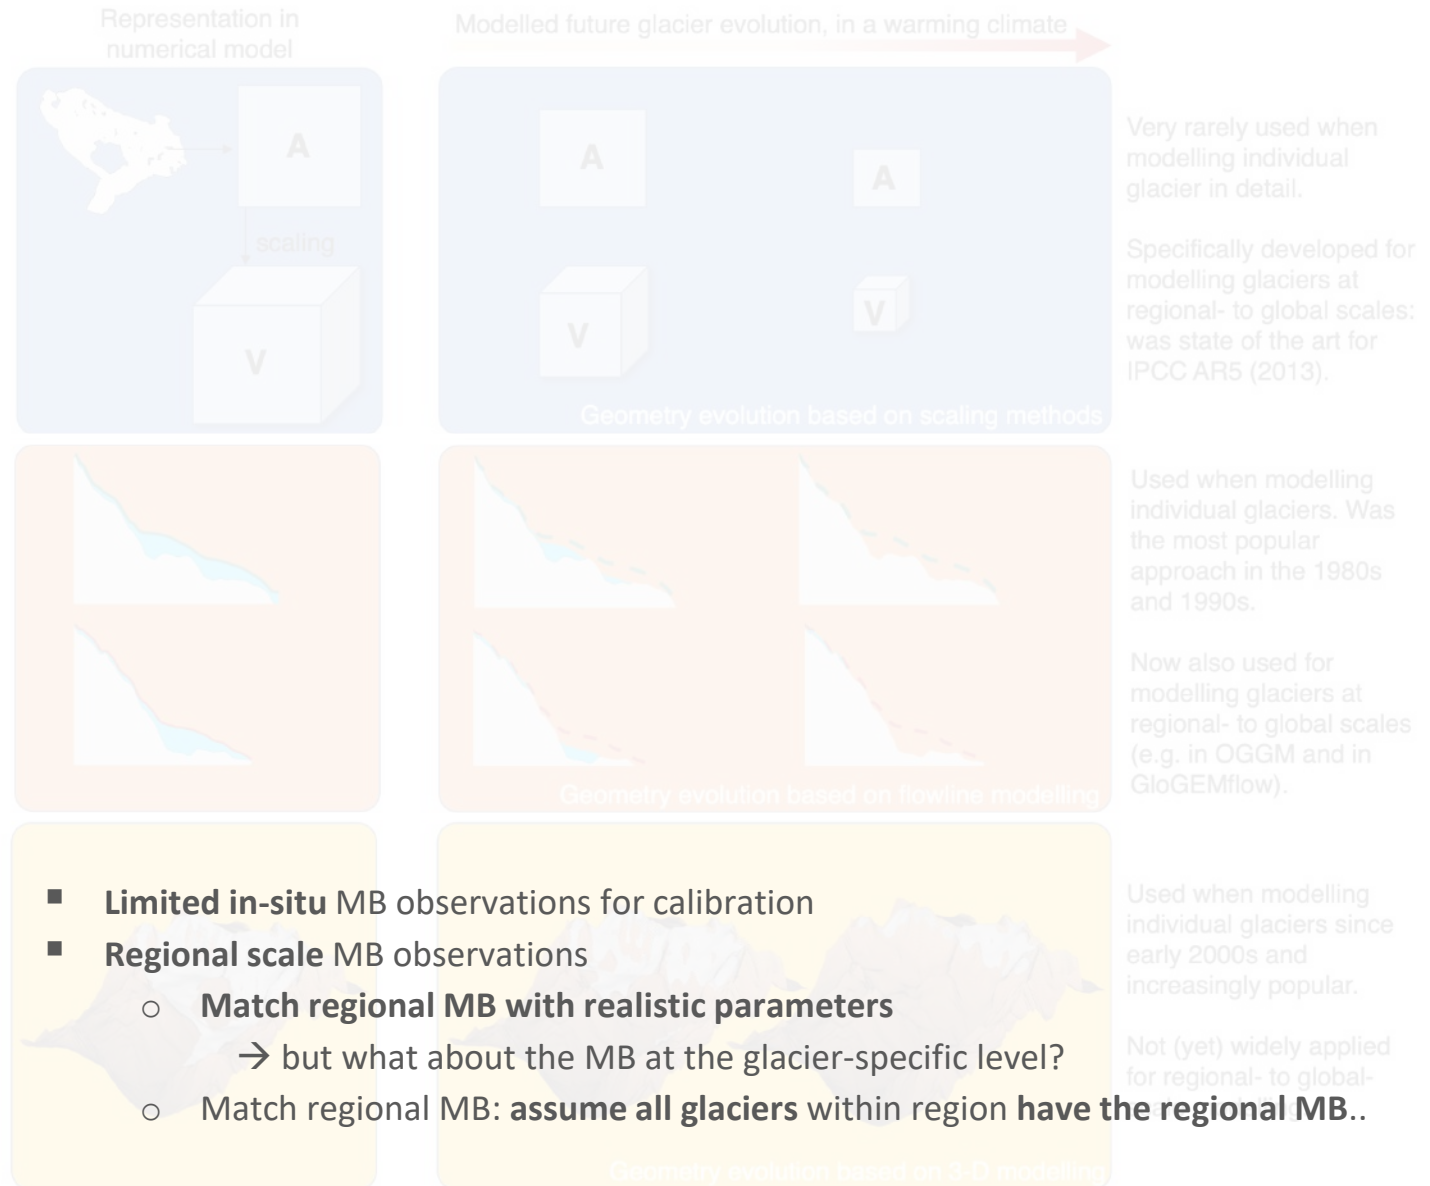 Representation in
numerical model
Modelled future glacier evolution, in a warming climate
A
A
A
scaling
V
V
V
Geometry evolution based on scaling methods
Very rarely used when
modelling individual
glacier in detail.
Specifically developed for
modelling glaciers at
regional- to global scales:
was state of the art for
IPCC AR5 (2013).
Geometry evolution based on flowline modelling
Used when modelling
individual glaciers. Was
the most popular
approach in the 1980s
and 1990s.
Now also used for
modelling glaciers at
regional- to global scales
(e.g. in OGGM and in
GloGEMflow).
▪ Limited in-situ MB observations for calibration
▪ Regional scale MB observations
o Match regional MB with realistic parameters
→ but what about the MB at the glacier-specific level?
o Match regional MB: assume all glaciers within region have the regional MB..
Used when modelling
individual glaciers since
early 2000s and
increasingly popular.
Not (yet) widely applied
for regional- to global-
Geometry evolution based on 3-D modelling